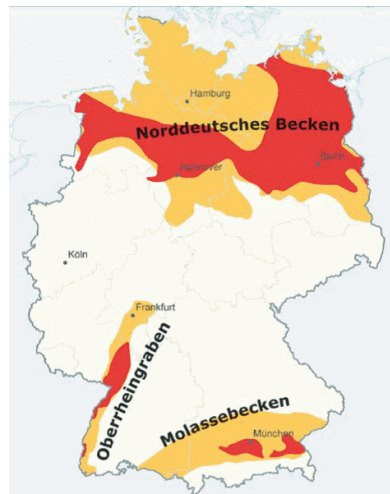 Hamburg
Norddeutsches Becken
Berlin
Hannover
Köln
Frankfurt
Oberrheingraben
Molassebecken
München